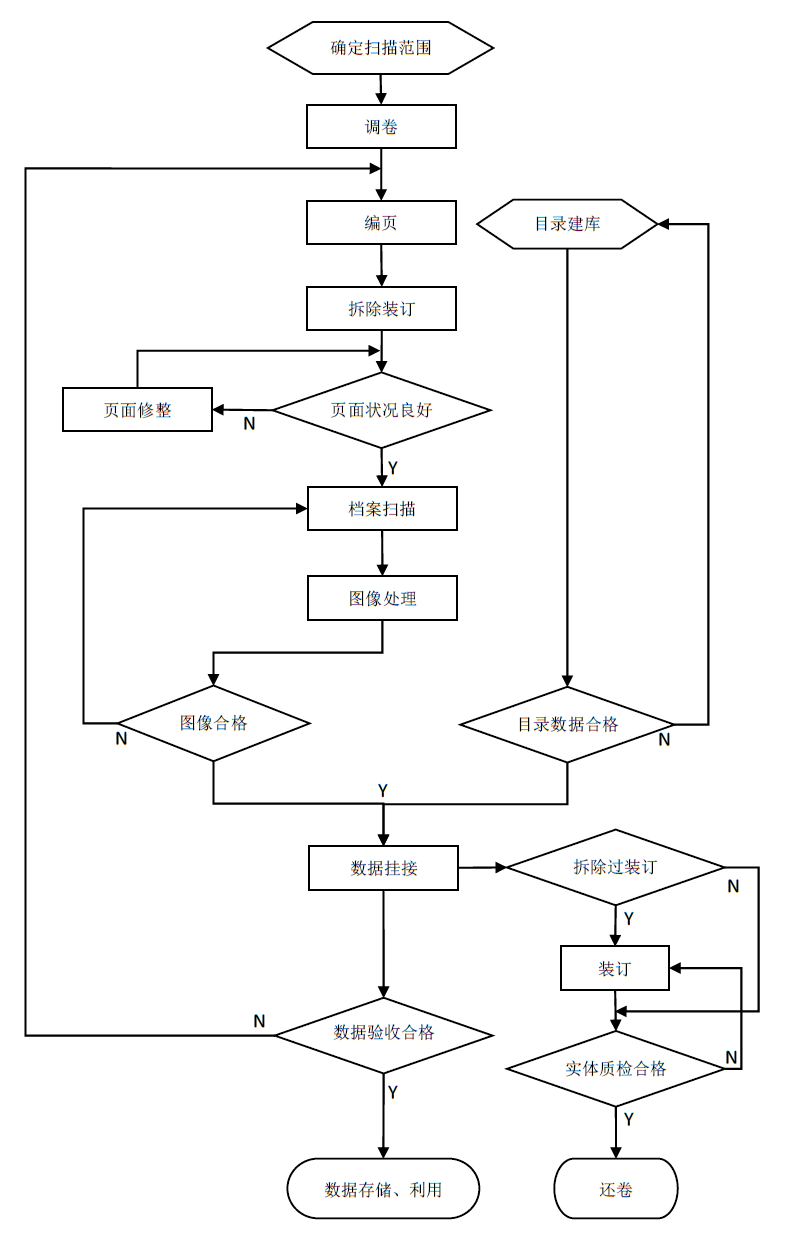 确定扫描范围
调卷
编页
目录建库
拆除装订
页面修整
页面状况良好
N
Y
档案扫描
图像处理
图像合格
目录数据合格
N
N
Y
数据挂接
拆除过装订
N
Y
装订
N
数据验收合格
实体质检合格
N
Y
Y
数据存储、利用
还卷